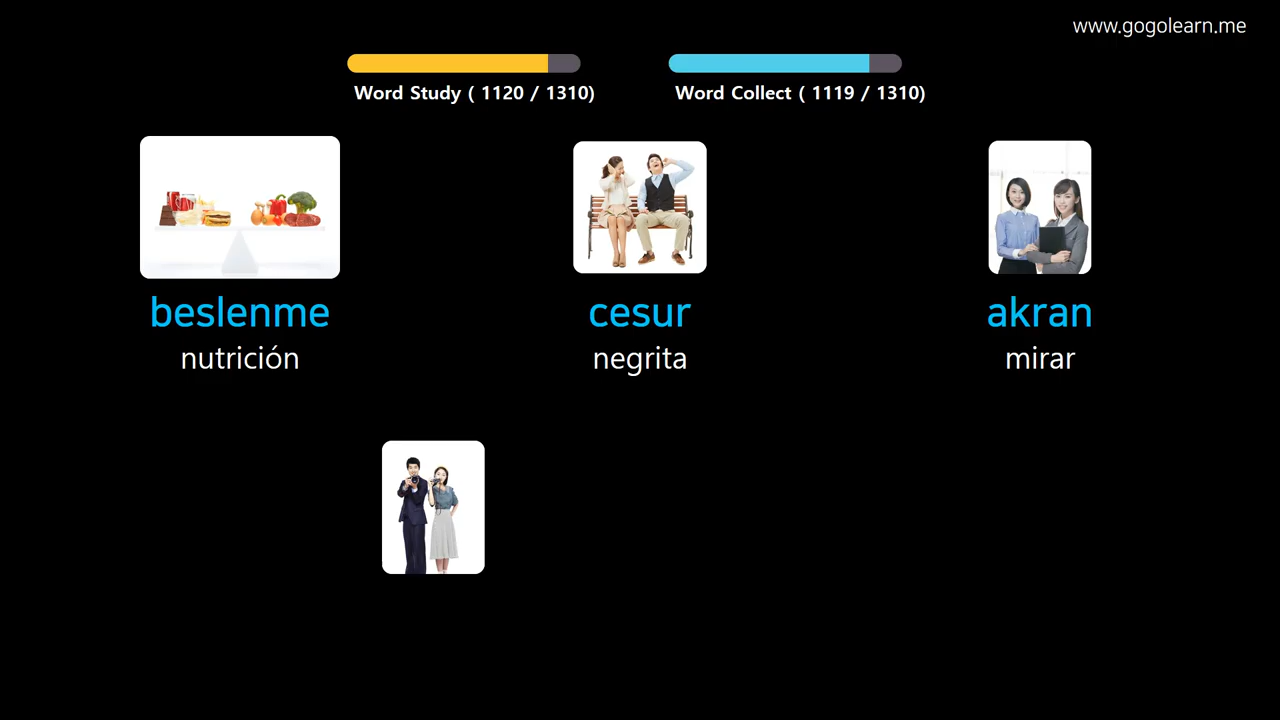 www.gogolearn.me
Word Study ( 1120 / 1310)
Word Collect ( 1119 / 1310)
beslenme
nutrición
cesur
negrita
akran
mirar